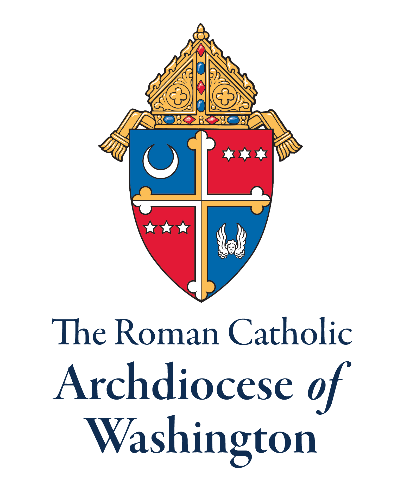 The Roman Catholic
Archdiocese of
Washington